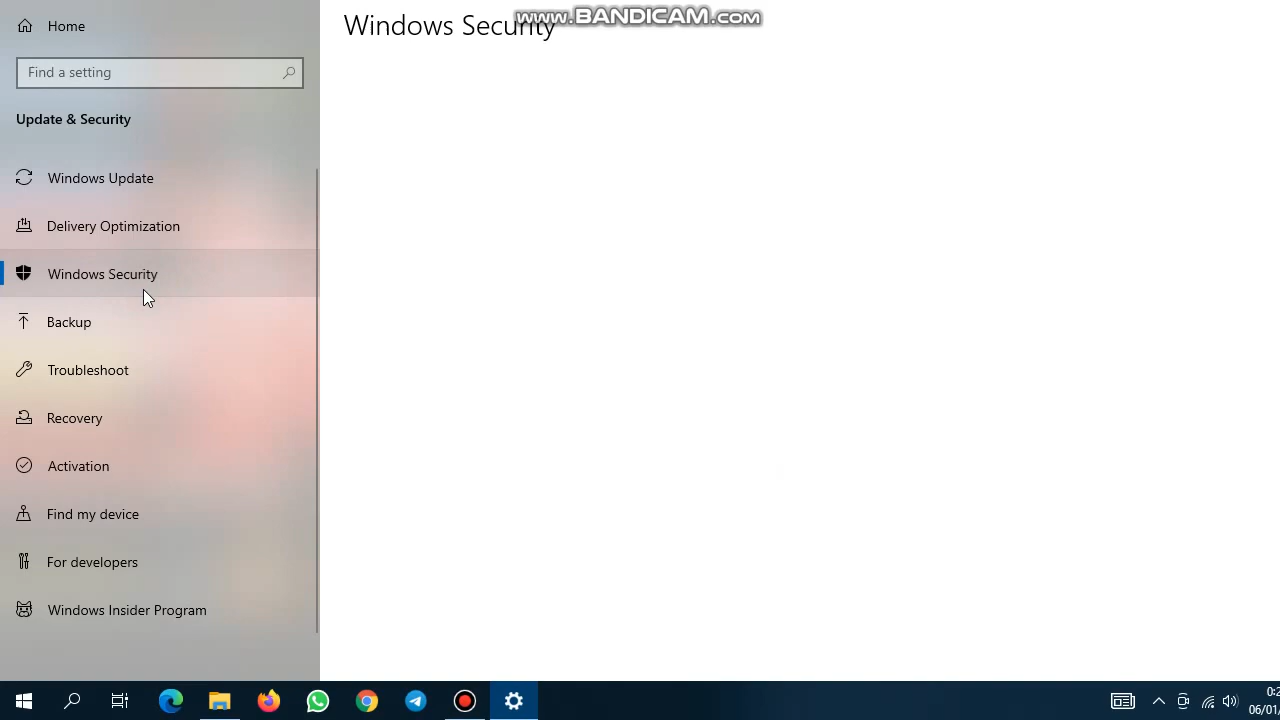 Home
www.BANDICAM.com
Windows Security
Find a setting
Update & Security
Windows Update
Delivery Optimization
Windows Security
Backup
Troubleshoot
Recovery
Activation
Find my device
For developers
Windows Insider Program